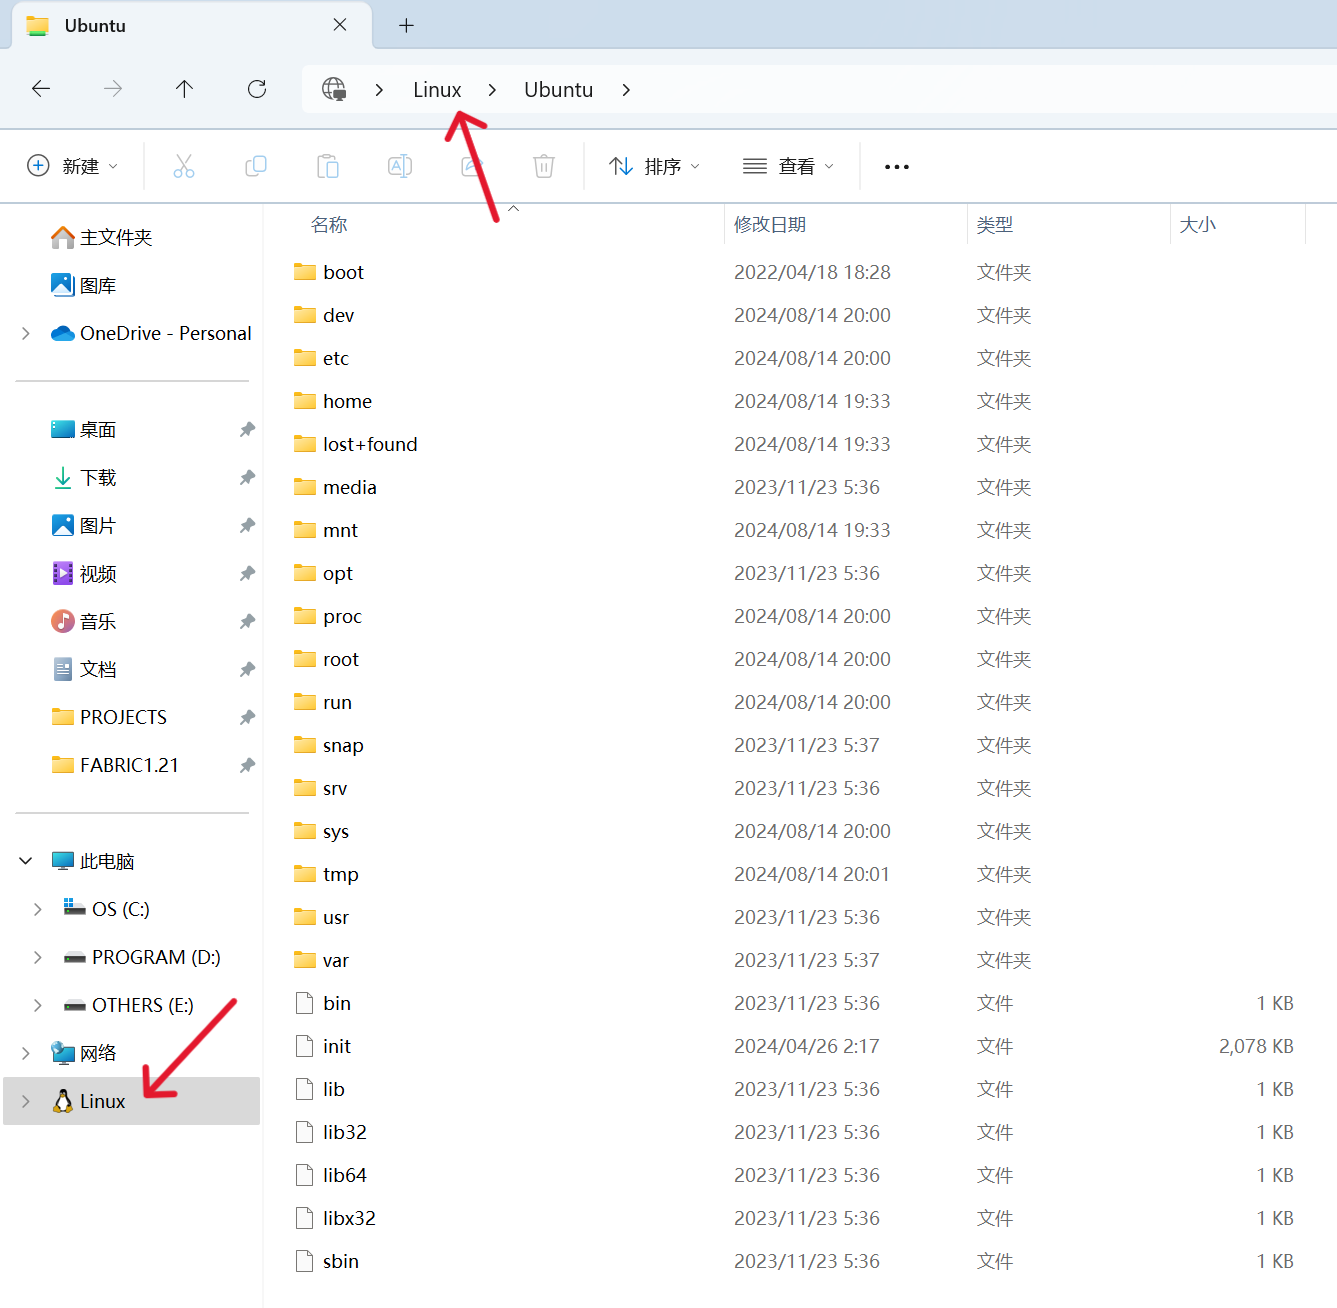 Ubuntu
Linux Ubuntu
新建 排序 查看
主文件夹
图库
OneDrive - Personal
桌面
下载
图片
视频
音乐
文档
PROJECTS
FABRIC1.21
此电脑
OS (C:)
PROGRAM (D:)
OTHERS (E:)
网络
Linux
名称 修改日期 类型 大小
boot 2022/04/18 18:28 文件夹
dev 2024/08/14 20:00 文件夹
etc 2024/08/14 20:00 文件夹
home 2024/08/14 19:33 文件夹
lost+found 2024/08/14 19:33 文件夹
media 2023/11/23 5:36 文件夹
mnt 2024/08/14 19:33 文件夹
opt 2023/11/23 5:36 文件夹
proc 2024/08/14 20:00 文件夹
root 2024/08/14 20:00 文件夹
run 2024/08/14 20:00 文件夹
snap 2023/11/23 5:37 文件夹
srv 2023/11/23 5:36 文件夹
sys 2024/08/14 20:00 文件夹
tmp 2024/08/14 20:01 文件夹
usr 2023/11/23 5:36 文件夹
var 2023/11/23 5:37 文件夹
bin 2023/11/23 5:36 文件 1 KB
init 2024/04/26 2:17 文件 2,078 KB
lib 2023/11/23 5:36 文件 1 KB
lib32 2023/11/23 5:36 文件 1 KB
lib64 2023/11/23 5:36 文件 1 KB
libx32 2023/11/23 5:36 文件 1 KB
sbin 2023/11/23 5:36 文件 1 KB